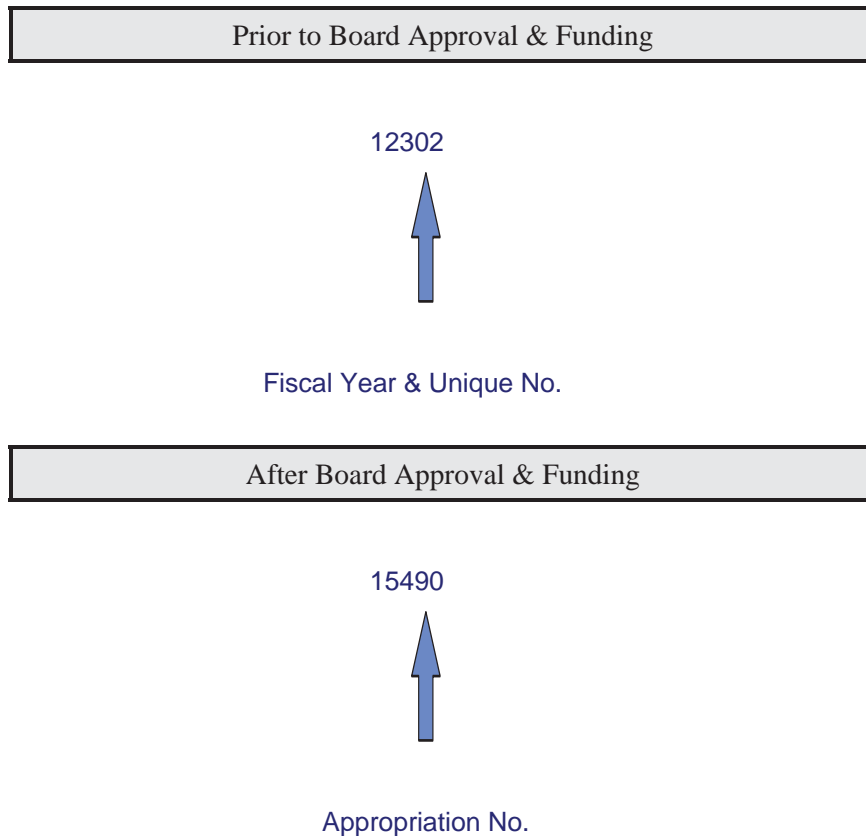 Prior to Board Approval & Funding
12302
Fiscal Year & Unique No.
After Board Approval & Funding
15490
Appropriation No.